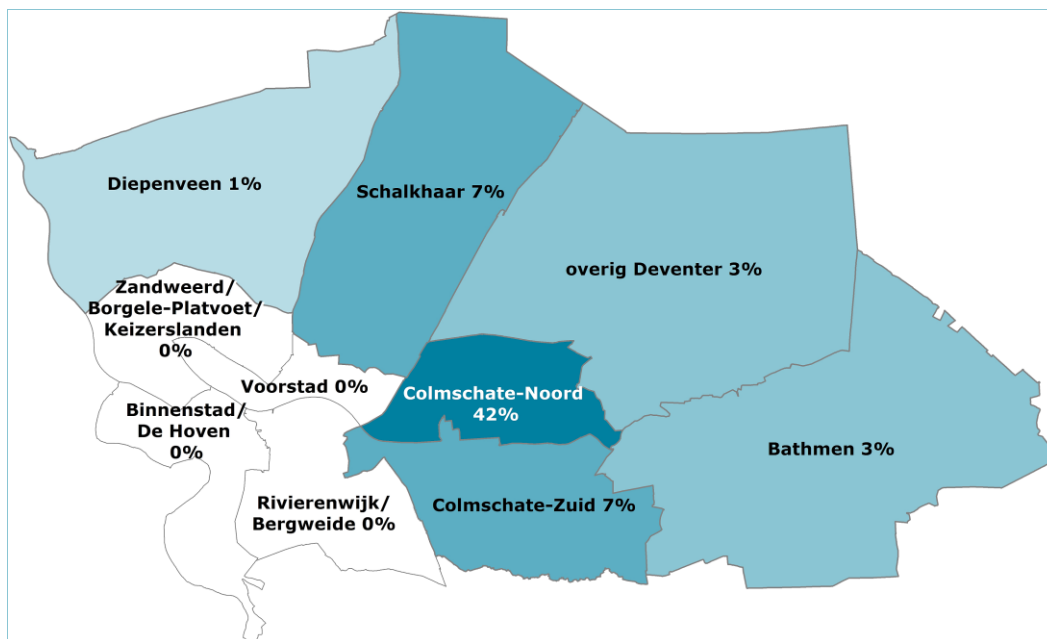 Diepenveen 1%
Schalkhaar 7%
overig Deventer 3%
Zandweerd/
Borgele-Platvoet/
Keizerslanden
0%
Voorstad 0%
Colmschate-Noord
42%
Binnenstad/
De Hoven
0%
Bathmen 3%
Rivierenwijk/
Bergweide 0%
Colmschate-Zuid 7%